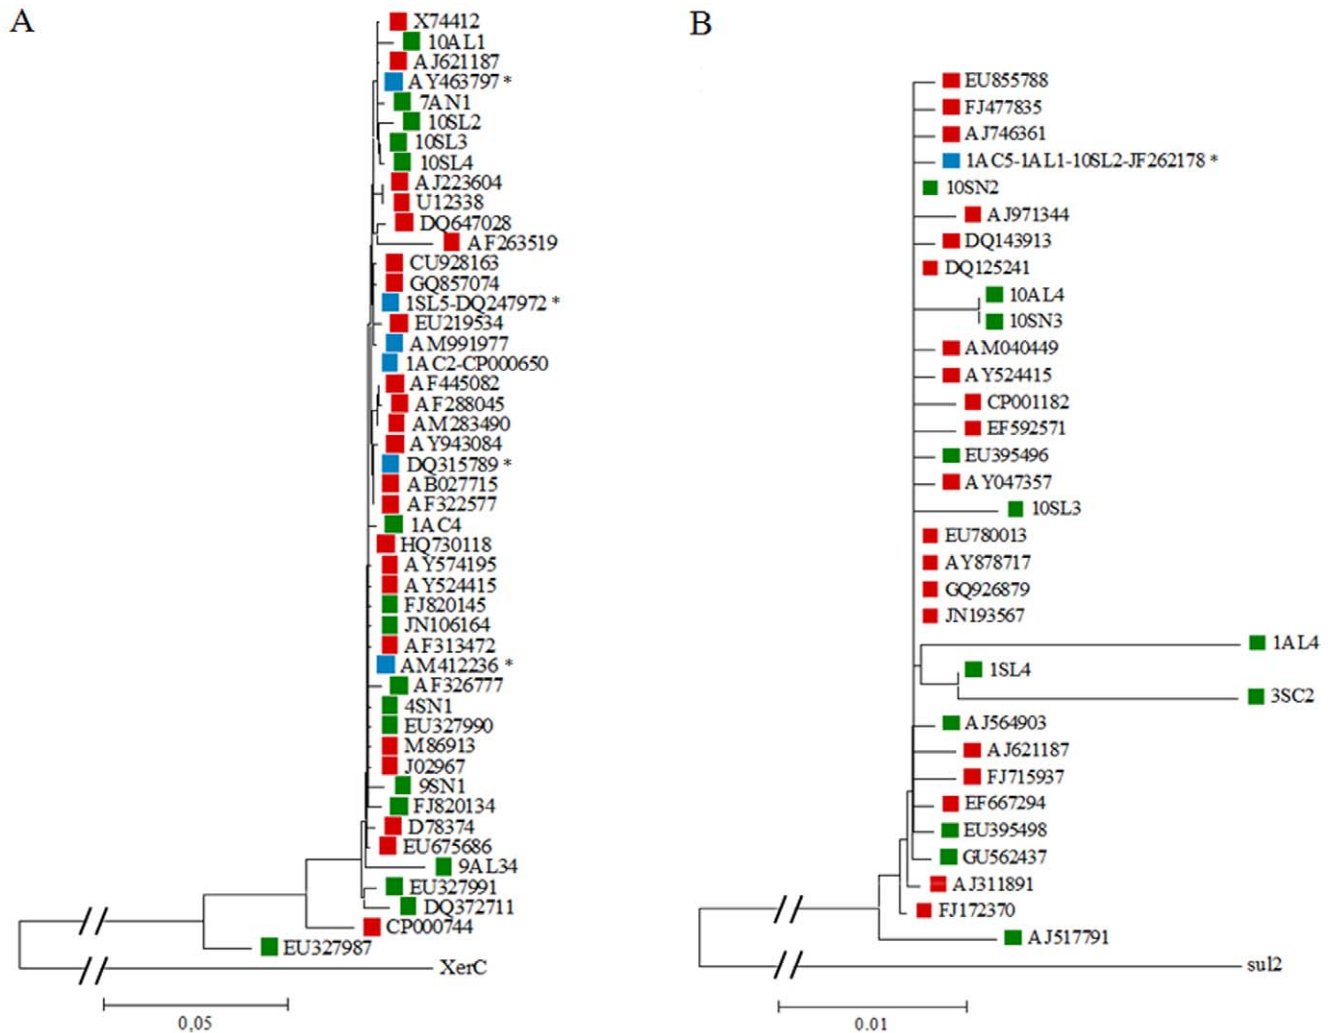 A
X74412
10AL1
AJ621187
AY463797 *
7AN1
10SL2
10SL3
10SL4
AJ223604
U12338
DQ647028
AF263519
CU928163
GQ857074
1SL5-DQ247972 *
EU219534
AM991977
1AC2-CP000650
AF445082
AF288045
AM283490
AY943084
DQ315789 *
AB027715
AF322577
1AC4
HQ730118
AY574195
AY524415
FJ820145
JN106164
AF313472
AM412236 *
AF326777
4SN1
EU327990
M86913
J02967
9SN1
FJ820134
D78374
EU675686
9AL34
EU327991
DQ372711
CP000744
EU327987
XerC
0,05
B
EU855788
FJ477835
AJ746361
1AC5-1AL1-10SL2-JF262178 *
10SN2
AJ971344
DQ143913
DQ125241
10AL4
10SN3
AM040449
AY524415
CP001182
EF592571
EU395496
AY047357
10SL3
EU780013
AY878717
GQ926879
JN193567
1AL4
1SL4
3SC2
AJ564903
AJ621187
FJ715937
EF667294
EU395498
GU562437
AJ311891
FJ172370
AJ517791
sul2
0.01